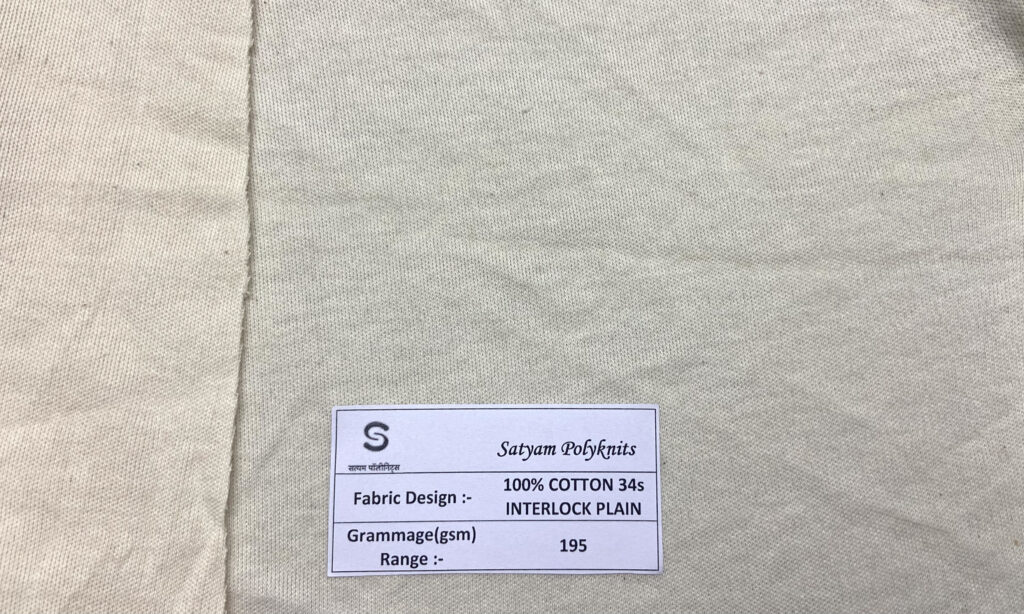 Satyam Polyknits
सत्यम पॉलीनिट्स
Fabric Design :-
100% COTTON 34s
INTERLOCK PLAIN
Grammage(gsm)
Range :-
195